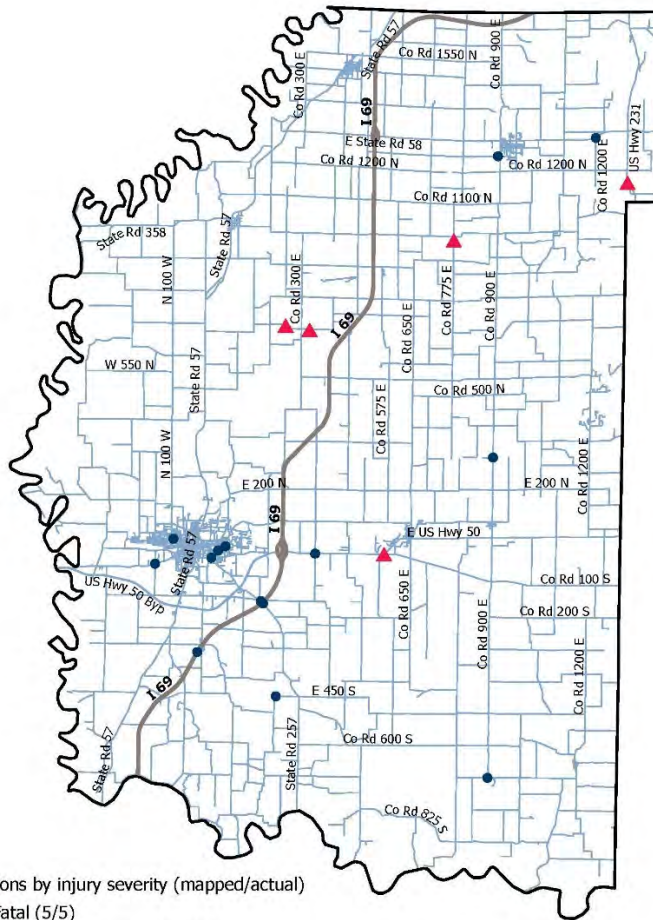 State Rd 57
Co Rd 900 E
Co Rd 1550 N
Co Rd 300 E
I 69
E State Rd 58
Co Rd 1200 N
Co Rd 1200 N
Co Rd 1200 E
US Hwy 231
Co Rd 1100 N
State Rd 358
State Rd 57
N 100 W
Co Rd 300 E
Co Rd 775 E
Co Rd 900 E
I 69
Co Rd 650 E
W 550 N
State Rd 57
Co Rd 500 N
Co Rd 575 E
Co Rd 1200 E
N 100 W
E 200 N
E 200 N
I 69
State Rd 57
E US Hwy 50
US Hwy 50 Byp
Co Rd 100 S
Co Rd 650 E
Co Rd 200 S
Co Rd 900 E
Co Rd 1200 E
I 69
E 450 S
State Rd 57
State Rd 257
Co Rd 600 S
Co Rd 825 S
ons by injury severity (mapped/actual)
atal (5/5)